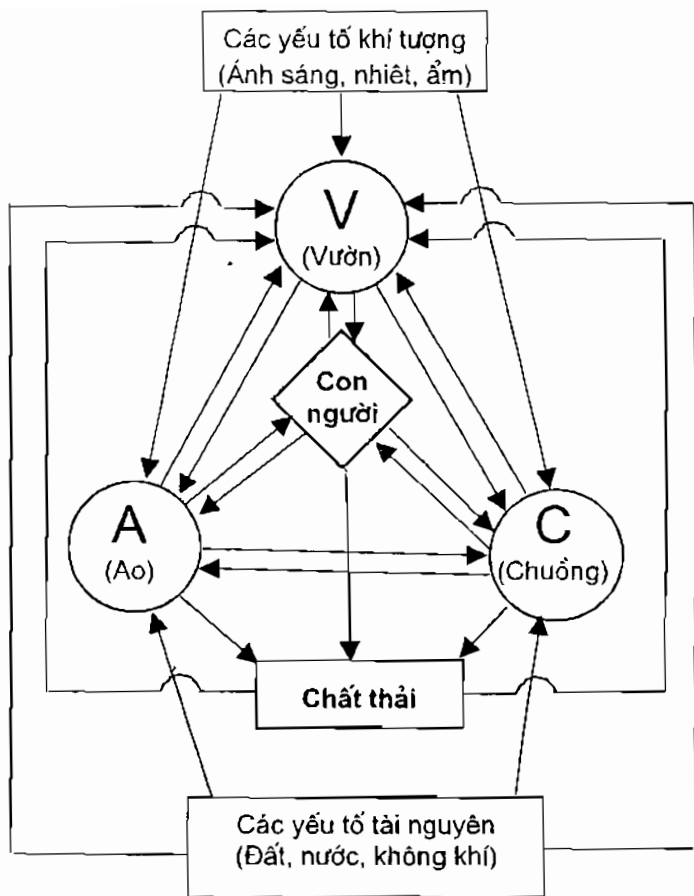 Các yếu tố khí tượng
(Ánh sáng, nhiêt, ẩm)
V
(Vườn)
Con
người
A
(Ao)
C
(Chuồng)
Chất thải
Các yếu tố tài nguyên
(Đất, nước, không khí)